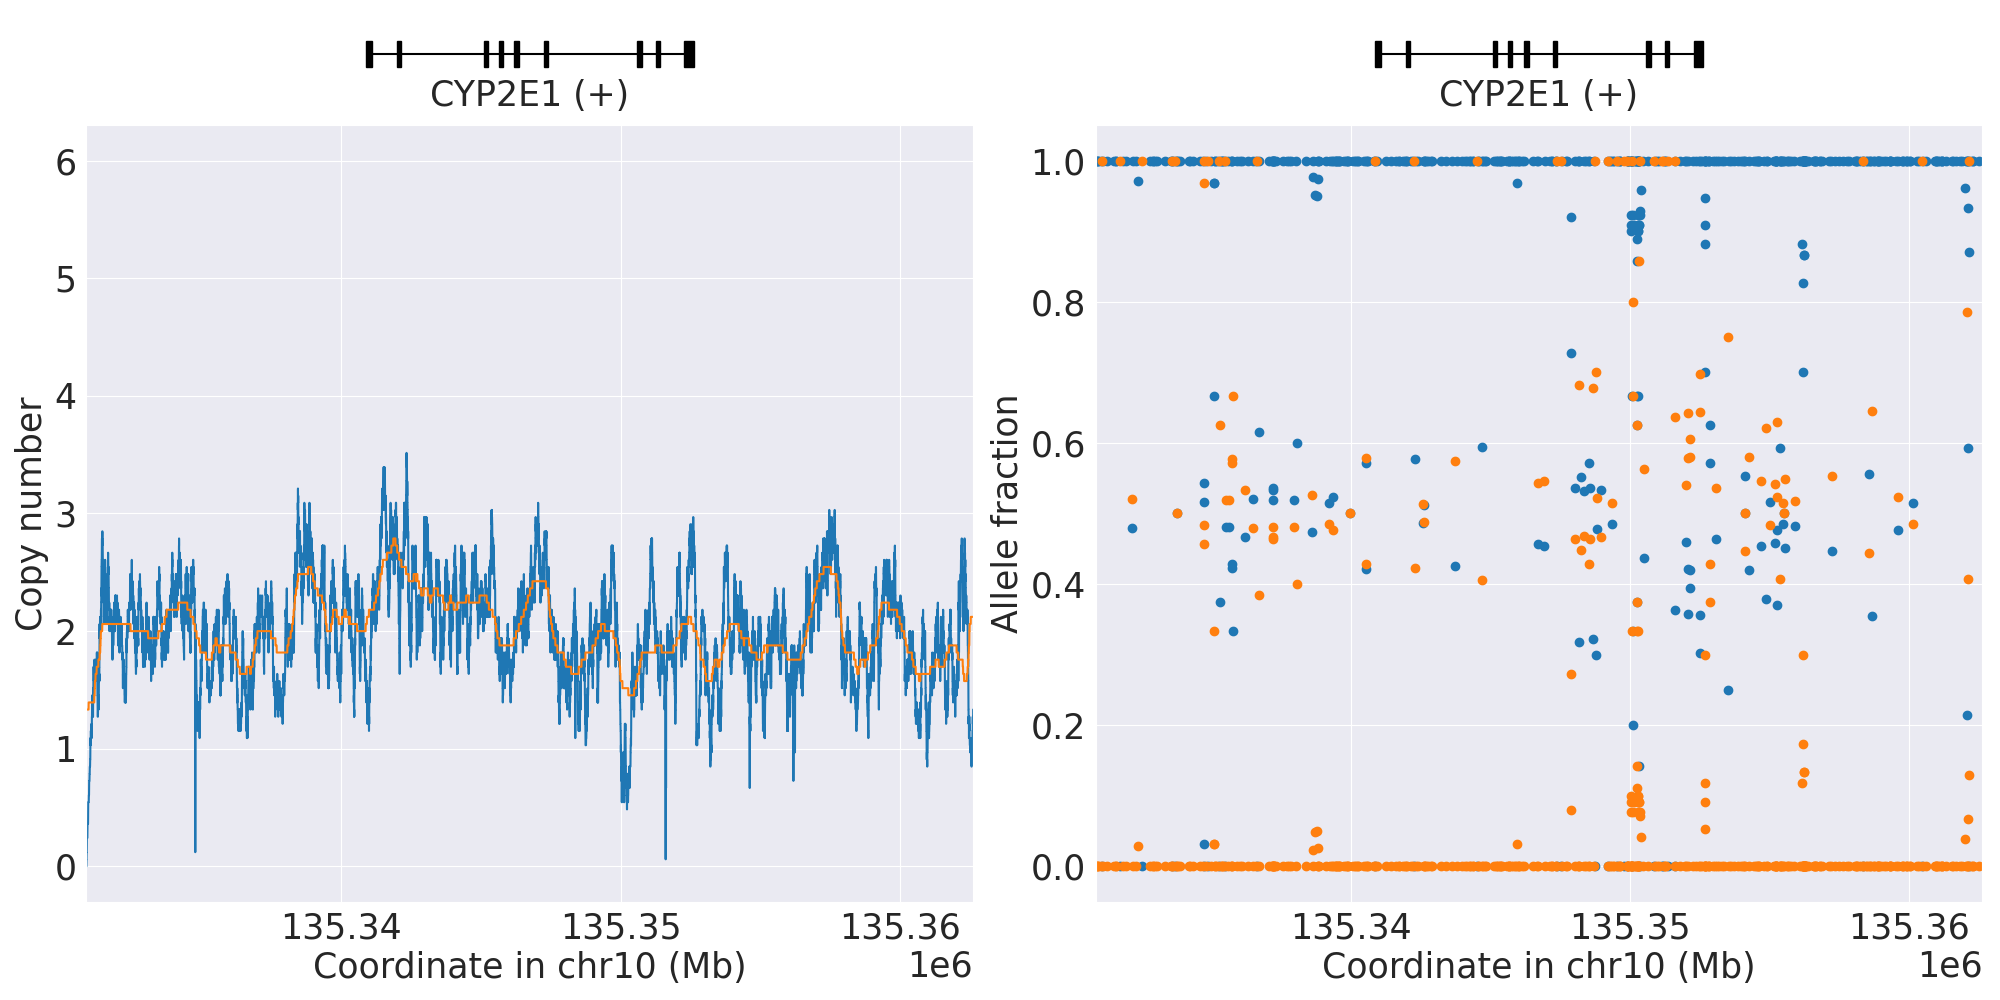 CYP2E1 (+)
6
5
4
3
2
1
0
Copy number
135.34 135.35 135.36
Coordinate in chr10 (Mb)
1e6
CYP2E1 (+)
1.0
0.8
0.6
0.4
0.2
0.0
Allele fraction
135.34 135.35 135.36
Coordinate in chr10 (Mb)
1e6